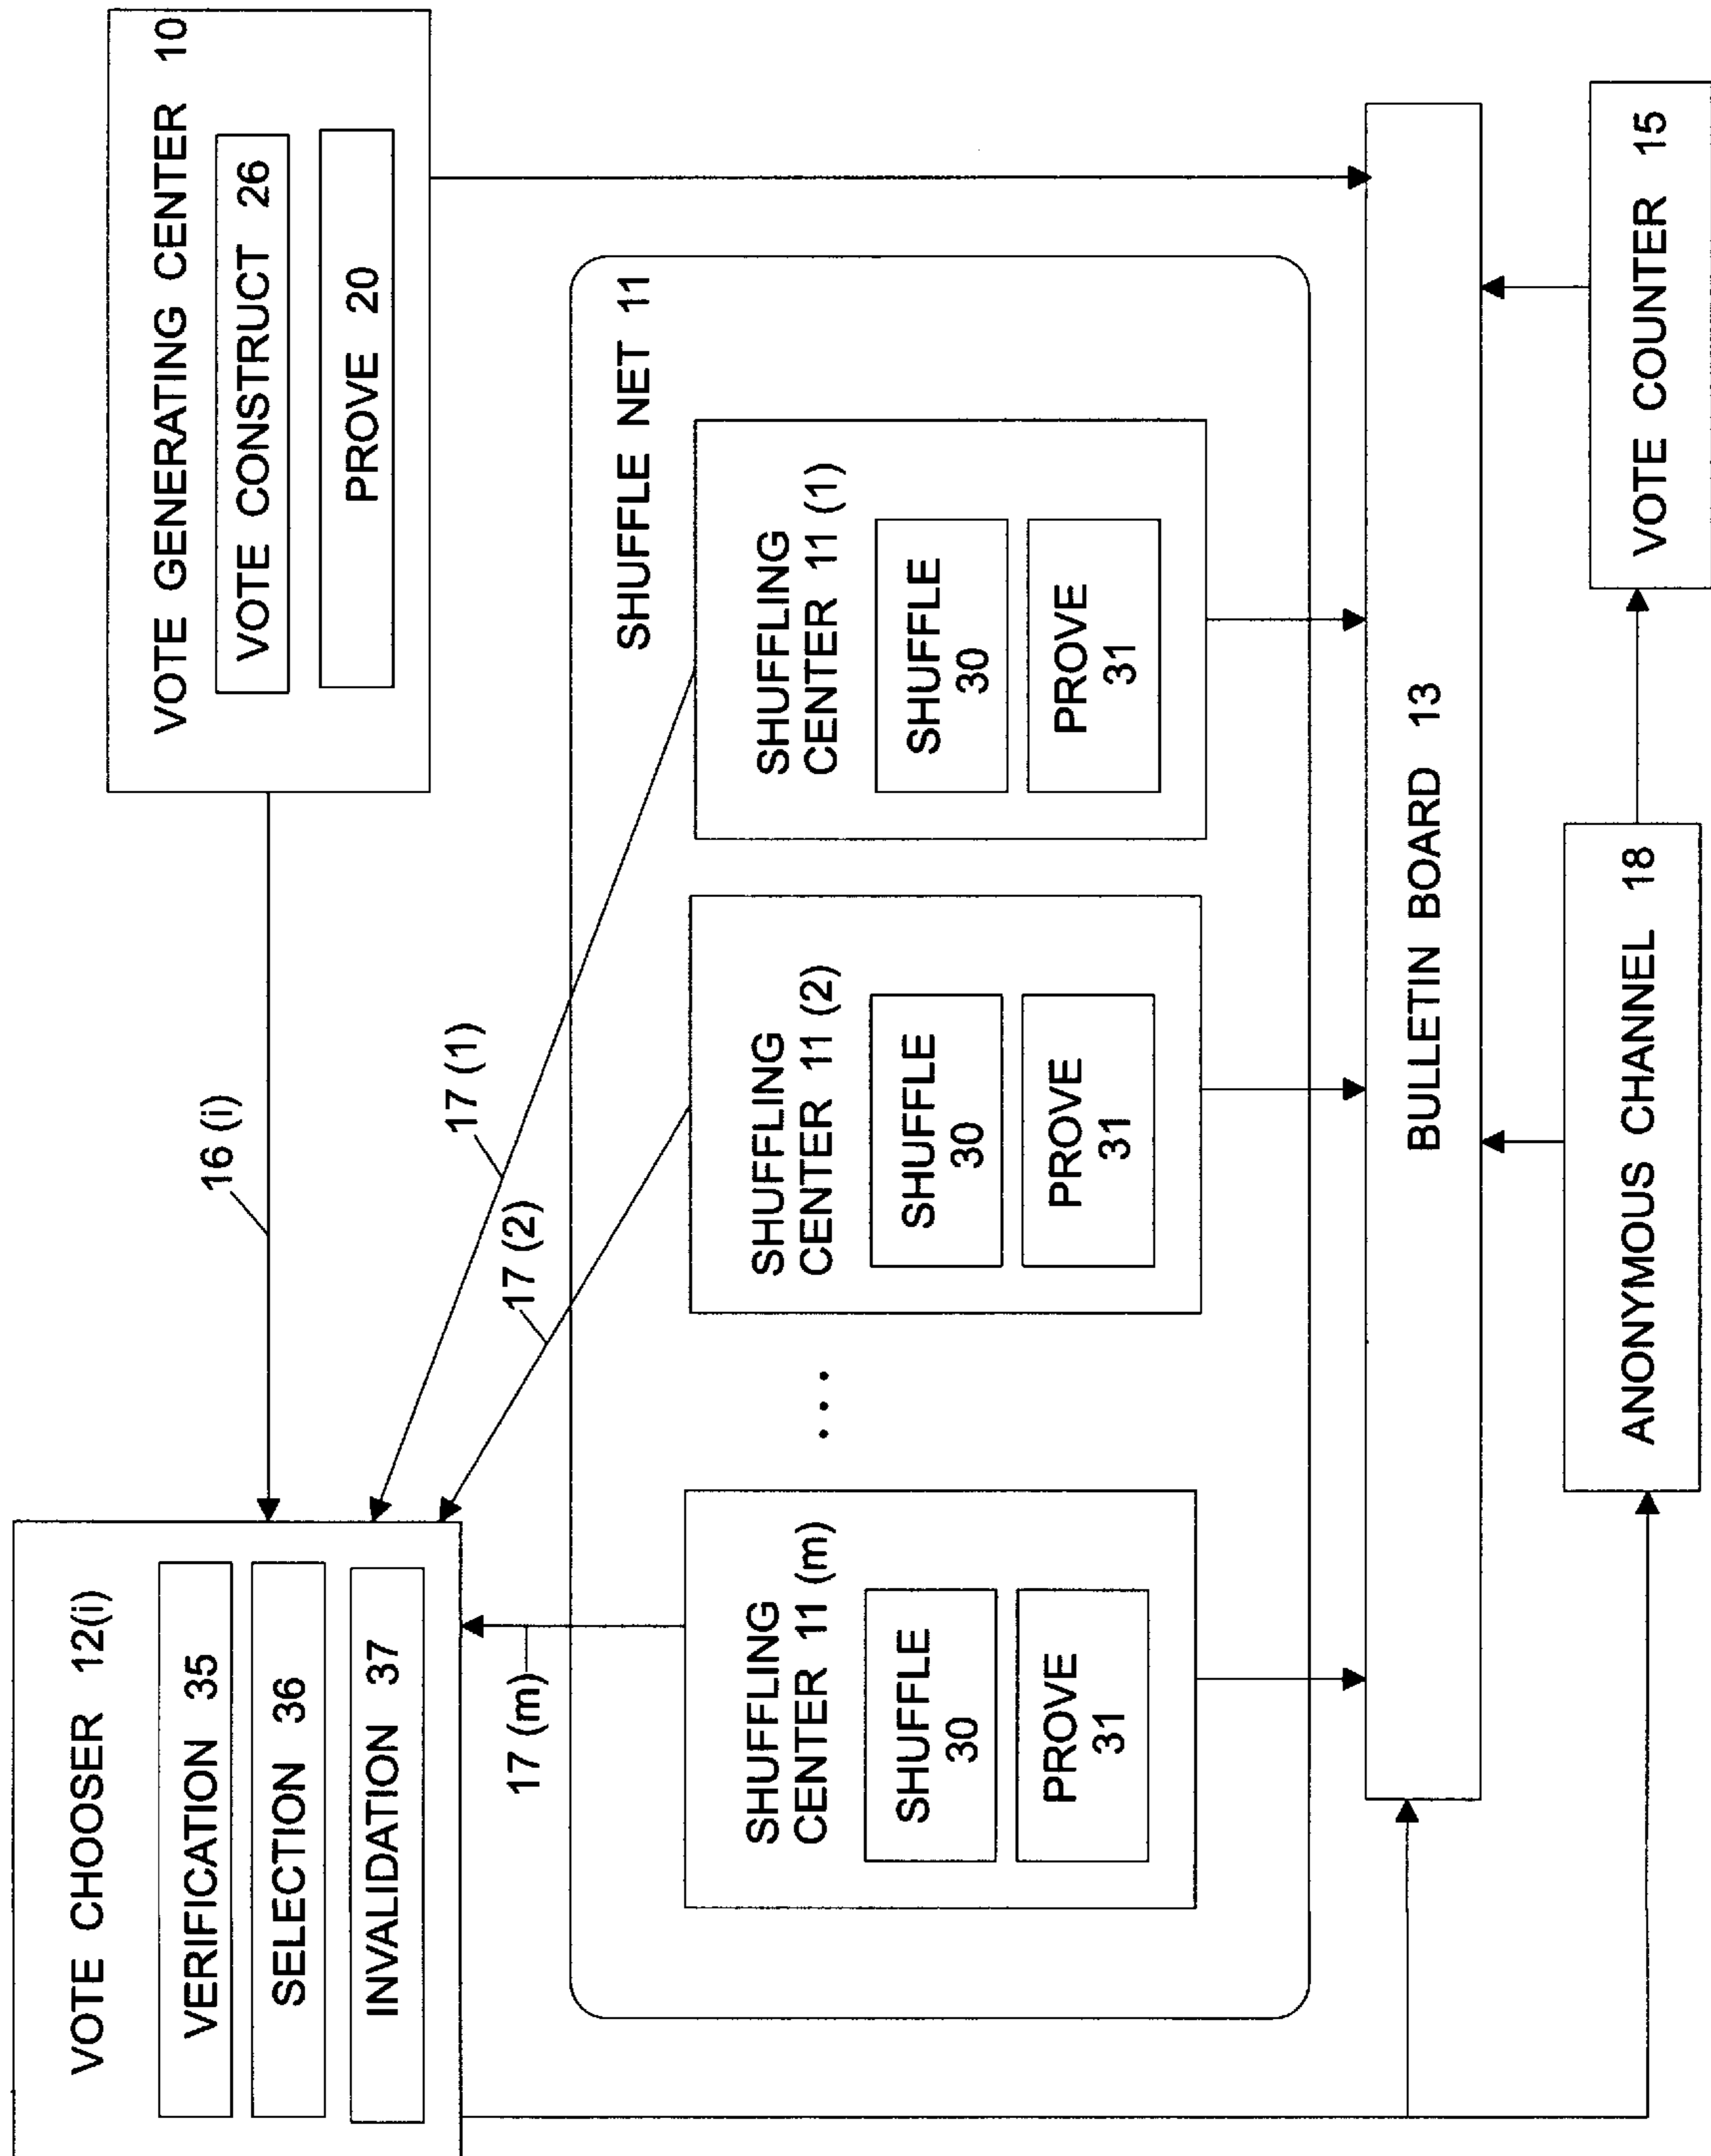 VOTE GENERATING CENTER 10
VOTE CONSTRUCT 26
PROVE 20
16 (i)
VOTE CHOOSER 12(i)
VERIFICATION 35
SELECTION 36
INVALIDATION 37
17 (1)
17 (2)
17 (m)
SHUFFLE NET 11
SHUFFLING
CENTER 11 (m)
SHUFFLE
30
PROVE
31
. . .
SHUFFLING
CENTER 11 (2)
SHUFFLE
30
PROVE
31
SHUFFLING
CENTER 11 (1)
SHUFFLE
30
PROVE
31
BULLETIN BOARD 13
ANONYMOUS CHANNEL 18
VOTE COUNTER 15